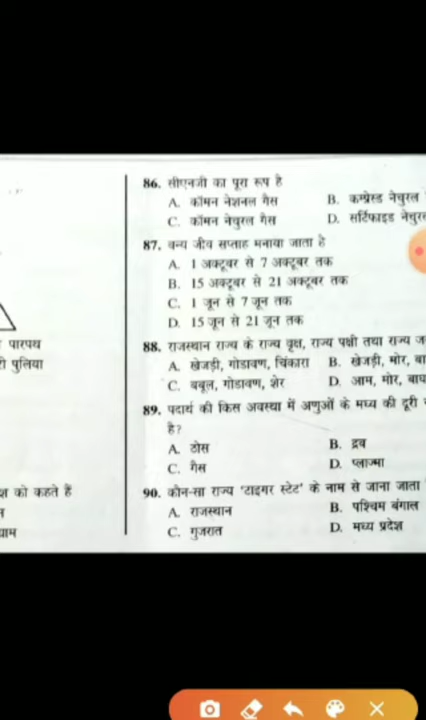 पारपथ
री पुलिया
को कहते हैं
86. सीएनजी का पूरा रूप है
A. कॉमन नेशनल गैस B. कम्प्रेस्ड नेचुरल
C. कॉमन नेचुरल गैस D. सर्टिफाइड
87. वन्य जीव सप्ताह मनाया जाता है
A. 1 अक्टूबर से 7 अक्टूबर तक
B. 15 अक्टूबर से 21 अक्टूबर तक
C. 1 जून से 7 जून तक
D. 15 जून से 21 जून तक
88. राजस्थान राज्य के राज्य वृक्ष, राज्य पक्षी तथा राज्य
A. खेजड़ी, गोडावण, चिंकारा B. खेजड़ी, मोर,
C. बबूल, गोडावण, शेर D. आम, मोर, बाघ
89. पदार्थ की किस अवस्था में अणुओं के मध्य की दूरी
है?
A. ठोस B. द्रव
C. गैस D. प्लाज्मा
90. कौन-सा राज्य 'टाइगर स्टेट' के नाम से जाना जाता
A. राजस्थान B. पश्चिम बंगाल
C. गुजरात D. मध्य प्रदेश